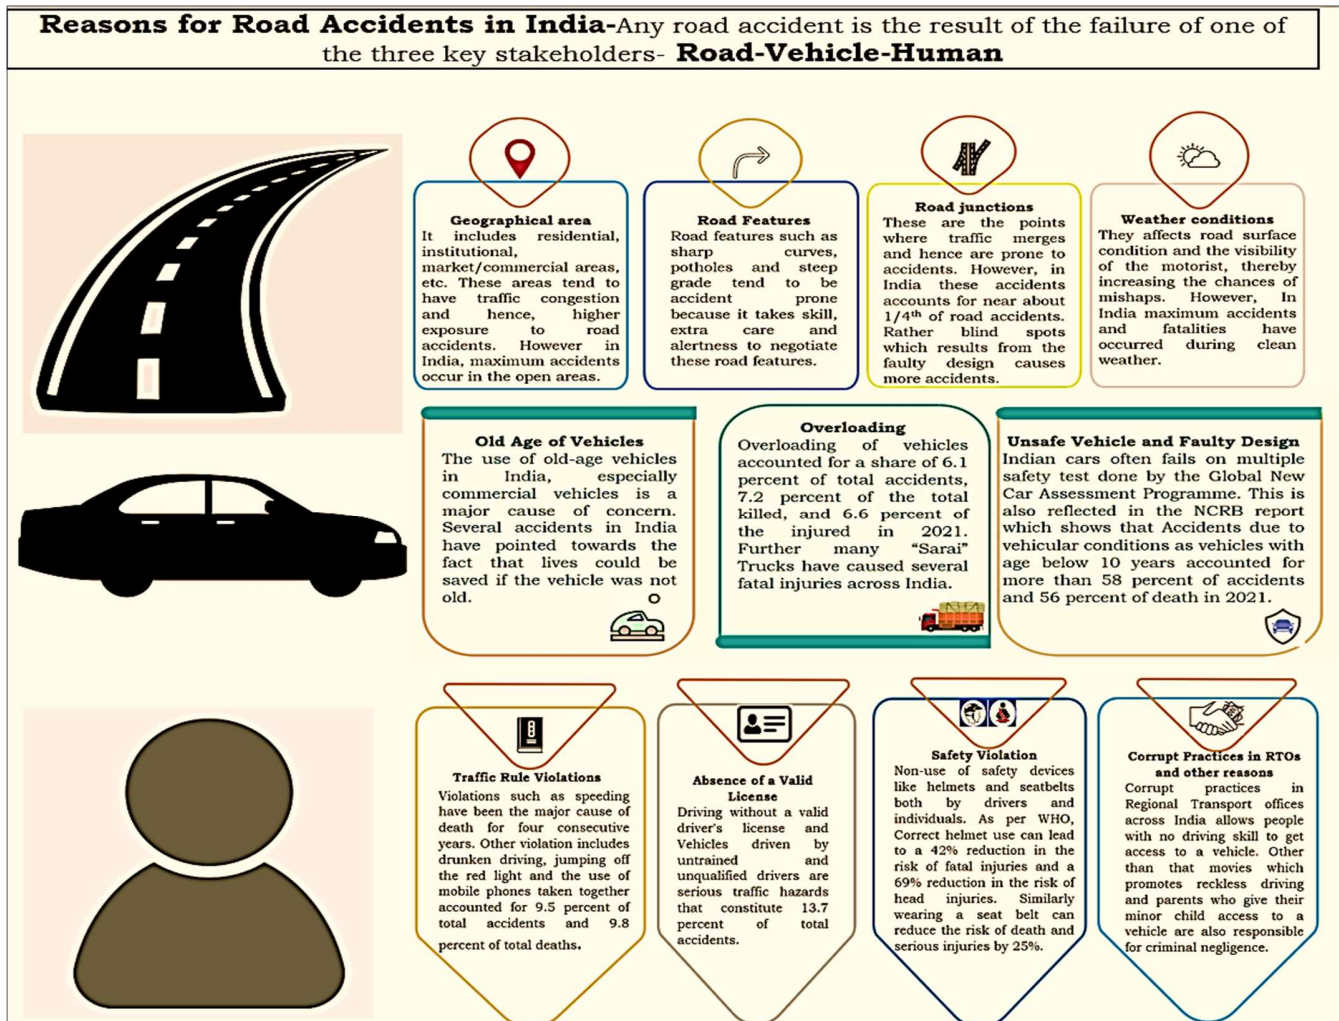 Reasons for Road Accidents in India-Any road accident is the result of the failure of one of
the three key stakeholders- Road-Vehicle-Human
Geographical area
It includes residential,
institutional,
market/commercial areas,
etc. These areas tend to
have traffic congestion
and hence, higher
exposure to road
accidents. However in
India, maximum accidents
occur in the open areas.
Road Features
Road features such as
sharp curves,
potholes and steep
grade tend to be
accident prone
because it takes skill,
extra care and
alertness to negotiate
these road features.
Road junctions
These are the points
where traffic merges
and hence are prone to
accidents. However, in
India these accidents
accounts for near about
1/4th of road accidents.
Rather blind spots
which results from the
faulty design causes
more accidents.
Weather conditions
They affects road surface
condition and the visibility
of the motorist, thereby
increasing the chances of
mishaps. However, In
India maximum accidents
and fatalities have
occurred during clean
weather.
Old Age of Vehicles
The use of old-age vehicles
in India, especially
commercial vehicles is a
major cause of concern.
Several accidents in India
have pointed towards the
fact that lives could be
saved if the vehicle was not
old.
Overloading
Overloading of vehicles
accounted for a share of 6.1
percent of total accidents,
7.2 percent of the total
killed, and 6.6 percent of
the injured in 2021.
Further many “Sarai”
Trucks have caused several
fatal injuries across India.
Unsafe Vehicle and Faulty Design
Indian cars often fails on multiple
safety test done by the Global New
Car Assessment Programme. This is
also reflected in the NCRB report
which shows that Accidents due to
vehicular conditions as vehicles with
age below 10 years accounted for
more than 58 percent of accidents
and 56 percent of death in 2021.
Traffic Rule Violations
Violations such as speeding
have been the major cause of
death for four consecutive
years. Other violation includes
drunken driving, jumping off
the red light and the use of
mobile phones taken together
accounted for 9.5 percent of
total accidents and 9.8
percent of total deaths.
Absence of a Valid
License
Driving without a valid
driver's license and
Vehicles driven by
untrained and
unqualified drivers are
serious traffic hazards
that constitute 13.7
percent of total
accidents.
Safety Violation
Non-use of safety devices
like helmets and seatbelts
both by drivers and
individuals. As per WHO,
Correct helmet use can lead
to a 42% reduction in the
risk of fatal injuries and a
69% reduction in the risk of
head injuries. Similarly
wearing a seat belt can
reduce the risk of death and
serious injuries by 25%.
Corrupt Practices in RTOs
and other reasons
Corrupt practices in
Regional Transport offices
across India allows people
with no driving skill to get
access to a vehicle. Other
than that movies which
promotes reckless driving
and parents who give their
minor child access to a
vehicle are also responsible
for criminal negligence.